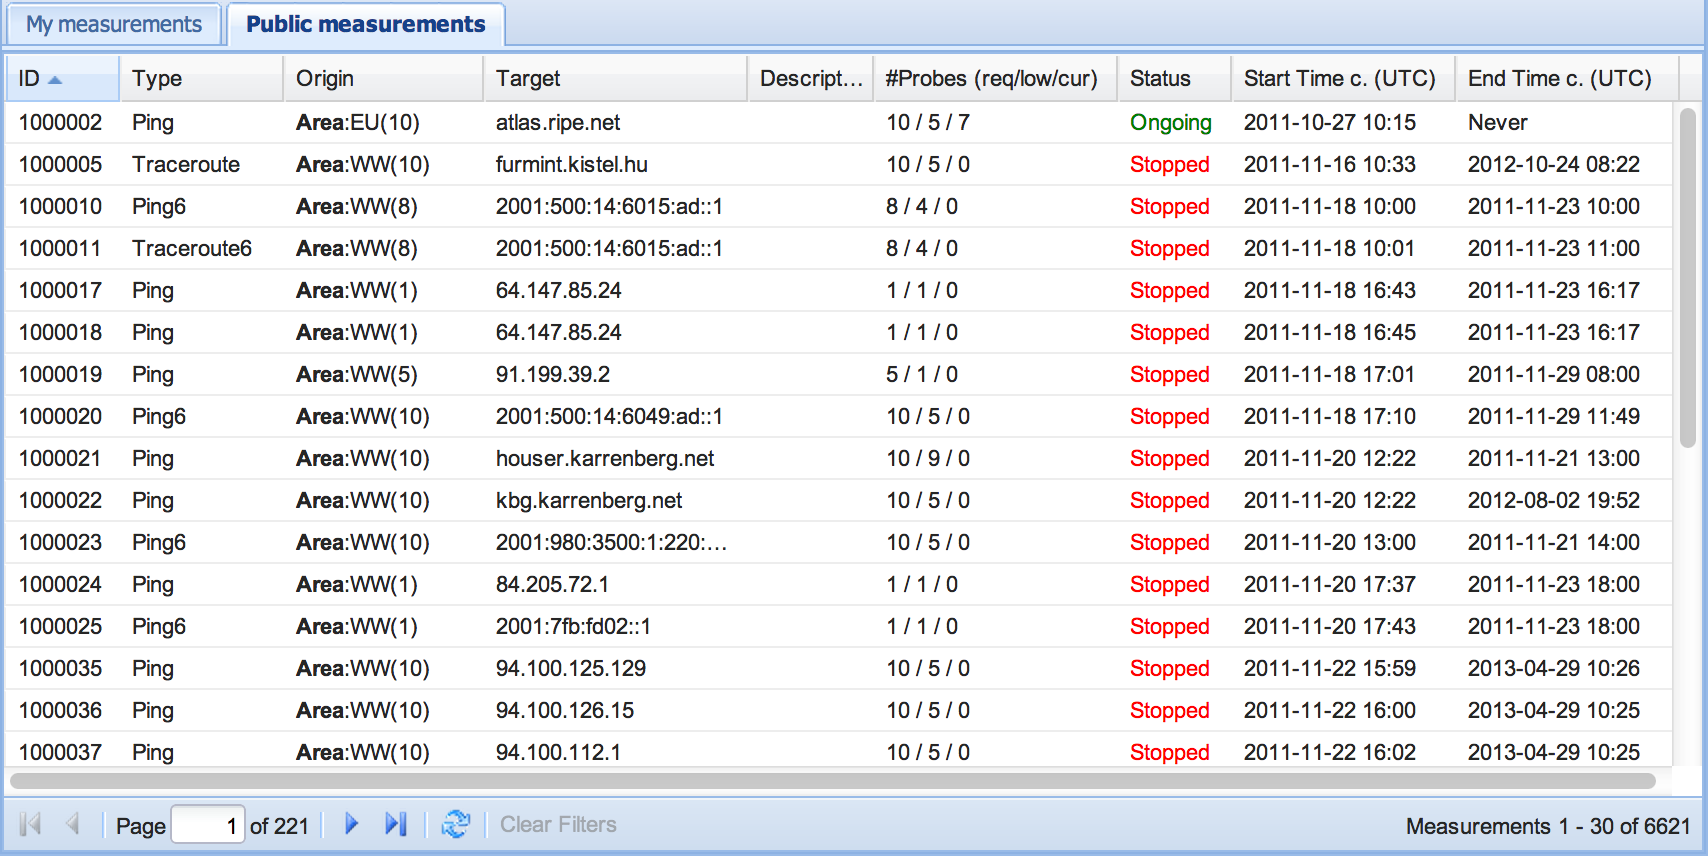 My measurements Public measurements
ID Type Origin Target Descript... #Probes (req/low/cur) Status Start Time c. (UTC) End Time c. (UTC)
1000002 Ping Area:EU(10) atlas.ripe.net 10 / 5 / 7 Ongoing 2011-10-27 10:15 Never
1000005 Traceroute Area:WW(10) furmint.kistel.hu 10 / 5 / 0 Stopped 2011-11-16 10:33 2012-10-24 08:22
1000010 Ping6 Area:WW(8) 2001:500:14:6015:ad::1 8 / 4 / 0 Stopped 2011-11-18 10:00 2011-11-23 10:00
1000011 Traceroute6 Area:WW(8) 2001:500:14:6015:ad::1 8 / 4 / 0 Stopped 2011-11-18 10:01 2011-11-23 11:00
1000017 Ping Area:WW(1) 64.147.85.24 1 / 1 / 0 Stopped 2011-11-18 16:43 2011-11-23 16:17
1000018 Ping Area:WW(1) 64.147.85.24 1 / 1 / 0 Stopped 2011-11-18 16:45 2011-11-23 16:17
1000019 Ping Area:WW(5) 91.199.39.2 5 / 1 / 0 Stopped 2011-11-18 17:01 2011-11-29 08:00
1000020 Ping6 Area:WW(10) 2001:500:14:6049:ad::1 10 / 5 / 0 Stopped 2011-11-18 17:10 2011-11-29 11:49
1000021 Ping Area:WW(10) houser.karrenberg.net 10 / 9 / 0 Stopped 2011-11-20 12:22 2011-11-21 13:00
1000022 Ping Area:WW(10) kbg.karrenberg.net 10 / 5 / 0 Stopped 2011-11-20 12:22 2012-08-02 19:52
1000023 Ping6 Area:WW(10) 2001:980:3500:1:220:... 10 / 5 / 0 Stopped 2011-11-20 13:00 2011-11-21 14:00
1000024 Ping Area:WW(1) 84.205.72.1 1 / 1 / 0 Stopped 2011-11-20 17:37 2011-11-23 18:00
1000025 Ping6 Area:WW(1) 2001:7fb:fd02::1 1 / 1 / 0 Stopped 2011-11-20 17:43 2011-11-23 18:00
1000035 Ping Area:WW(10) 94.100.125.129 10 / 5 / 0 Stopped 2011-11-22 15:59 2013-04-29 10:26
1000036 Ping Area:WW(10) 94.100.126.15 10 / 5 / 0 Stopped 2011-11-22 16:00 2013-04-29 10:25
1000037 Ping Area:WW(10) 94.100.112.1 10 / 5 / 0 Stopped 2011-11-22 16:02 2013-04-29 10:25
Page 1 of 221 Clear Filters Measurements 1 - 30 of 6621